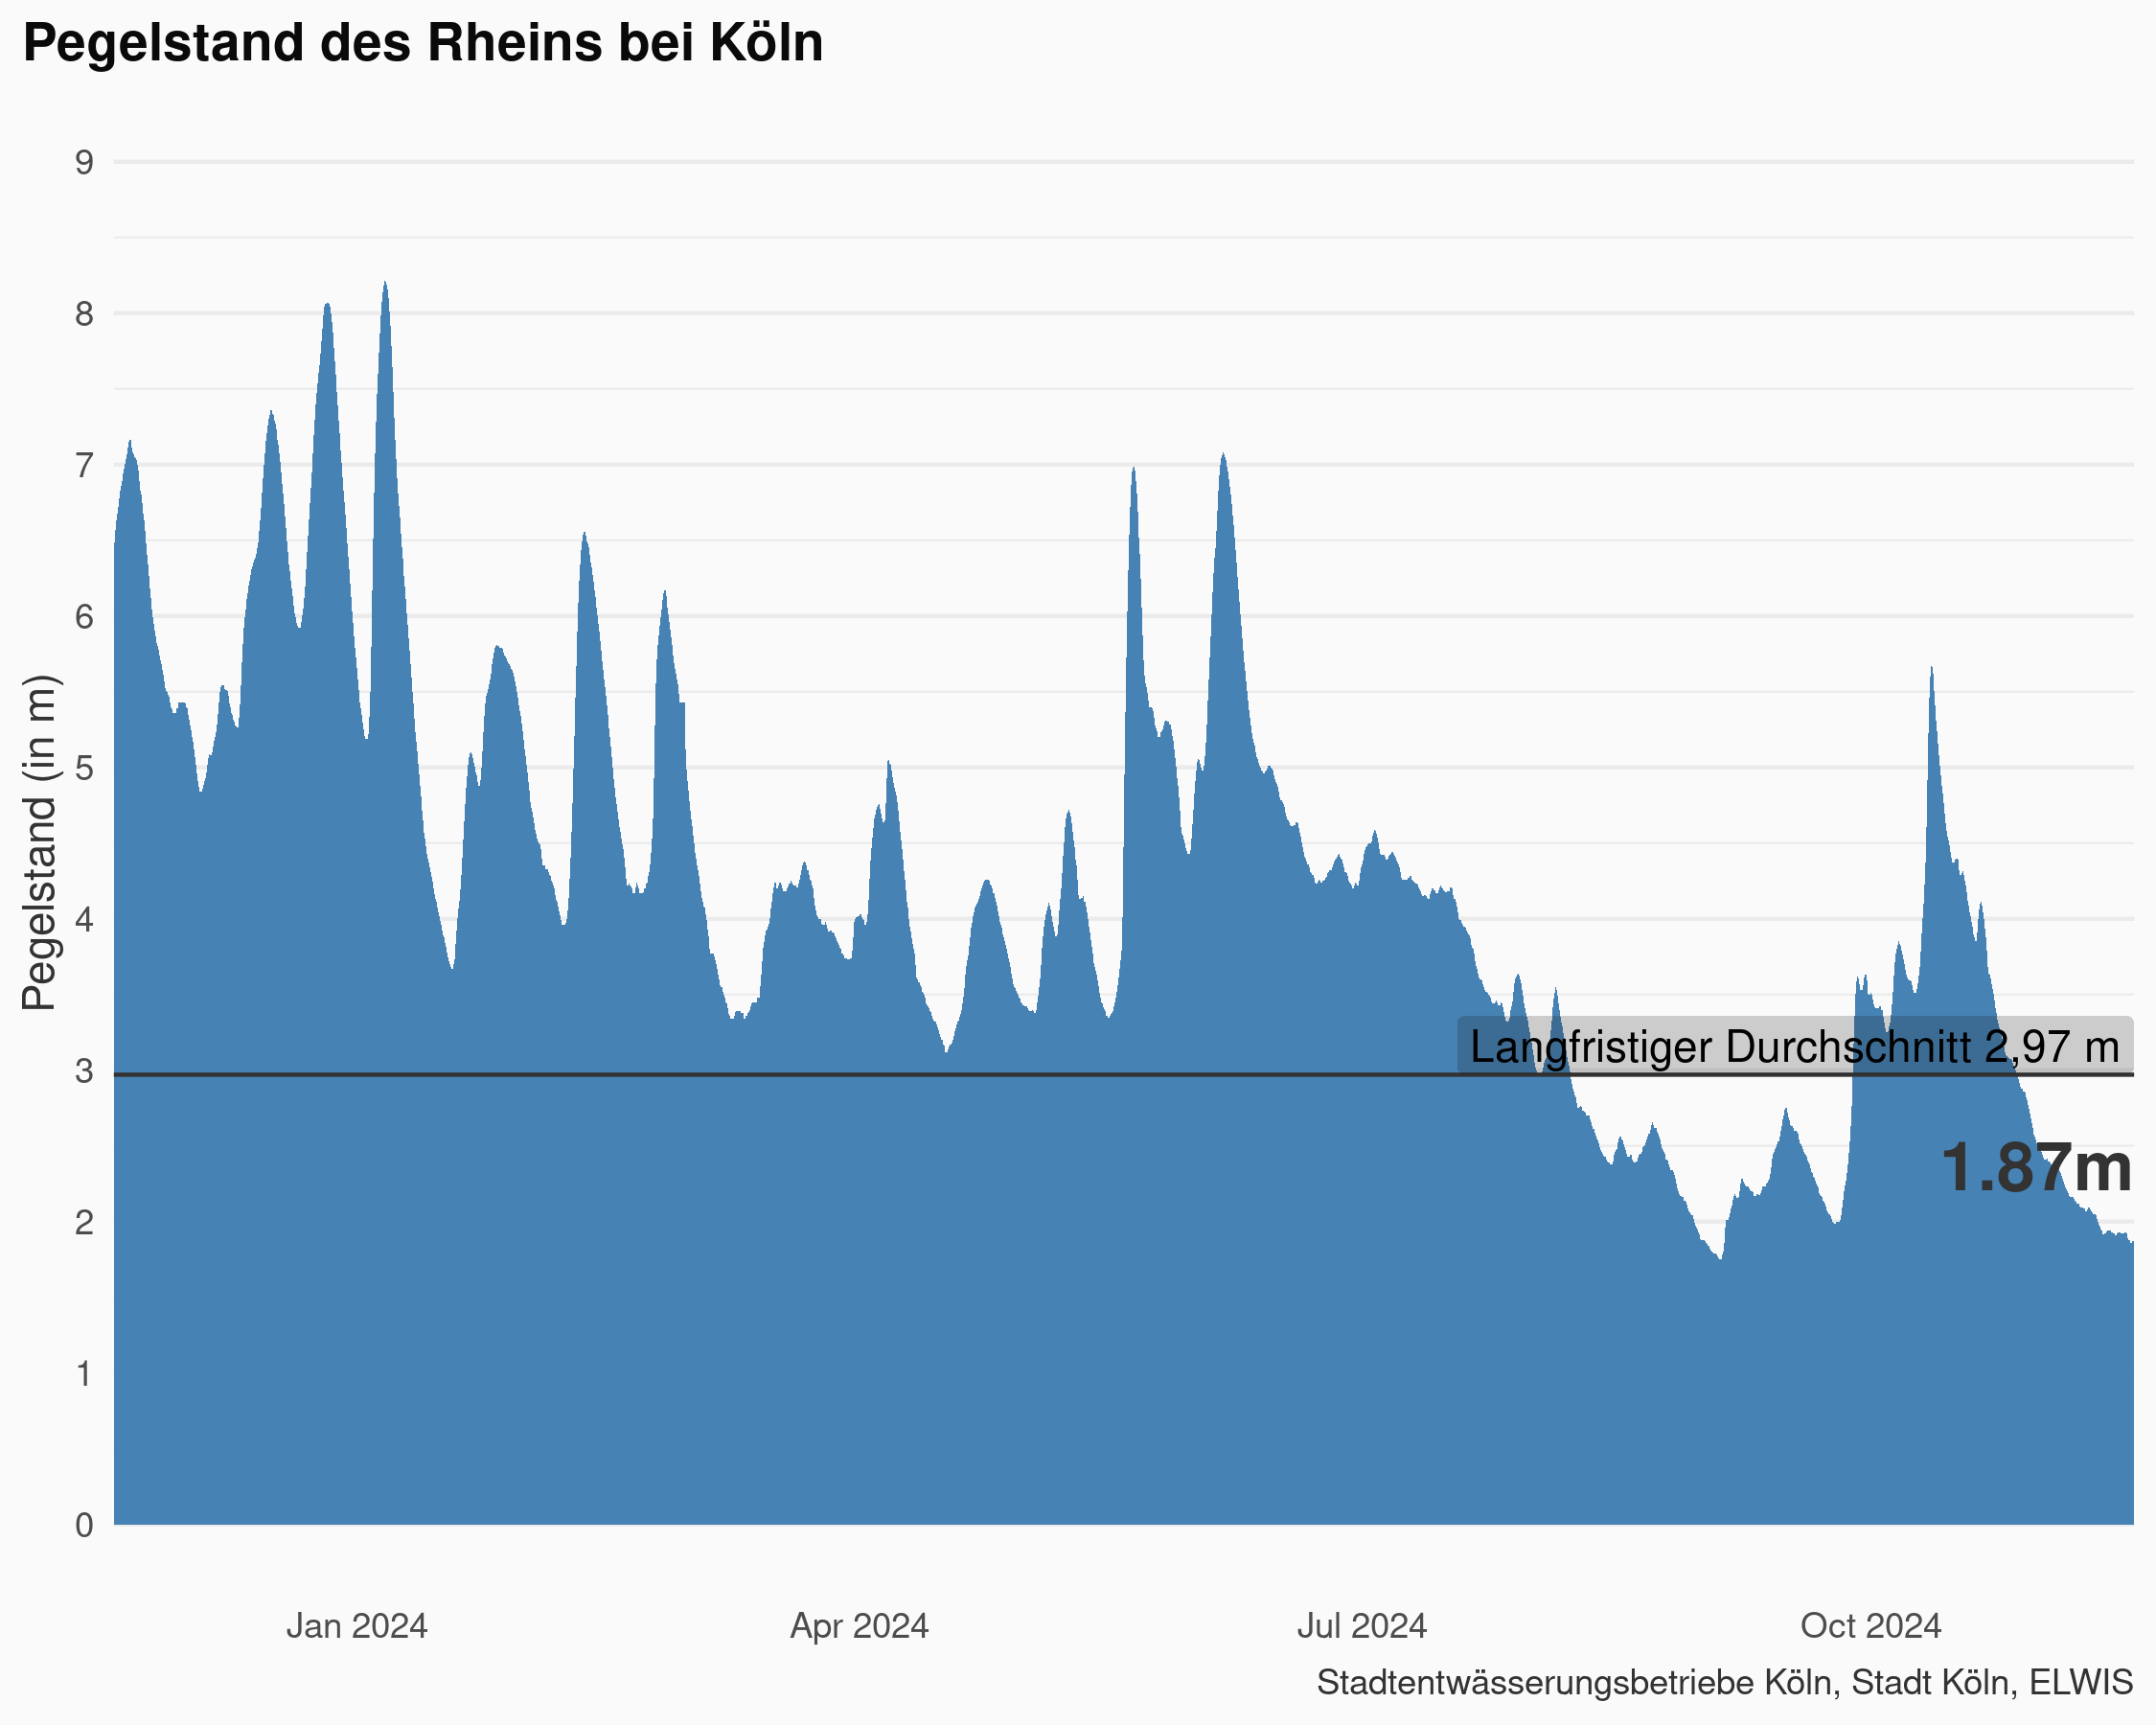 Pegelstand des Rheins bei Köln
Pegelstand (in m)
9
8
7
6
5
4
3
2
1
0
Langfristiger Durchschnitt 2,97 m
1.87m
Jan 2024
Apr 2024
Jul 2024
Oct 2024
Stadtentwässerungsbetriebe Köln, Stadt Köln, ELWIS